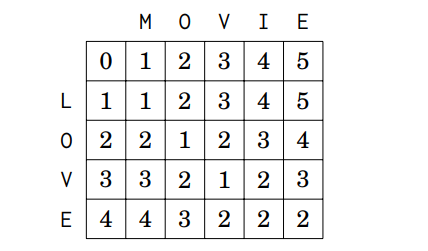 M O V I E
0 1 2 3 4 5
L 1 1 2 3 4 5
O 2 2 1 2 3 4
V 3 3 2 1 2 3
E 4 4 3 2 2 2